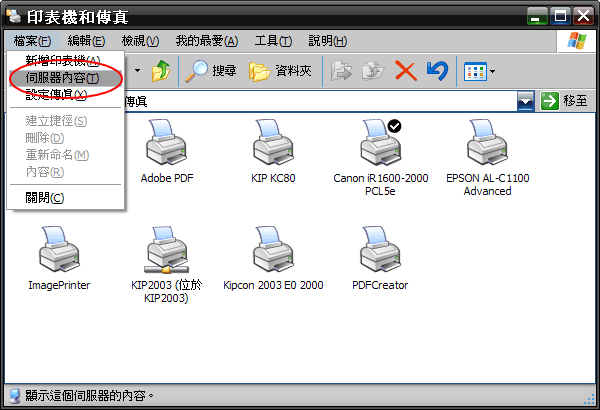 印表機和傳真
檔案(F) 編輯(E) 檢視(V) 我的最愛(A) 工具(T) 說明(H)
新增印表機(A)
伺服器內容(T)
設定傳真(X)
建立捷徑(S)
刪除(D)
重新命名(M)
內容(R)
關閉(C)
搜尋 資料夾
傳真 移至
Adobe PDF
KIP KC80
Canon iR1600-2000
PCL5e
EPSON AL-C1100
Advanced
ImagePrinter
KIP2003 (位於
KIP2003)
Kipcon 2003 E0 2000
PDFCreator
顯示這個伺服器的內容。